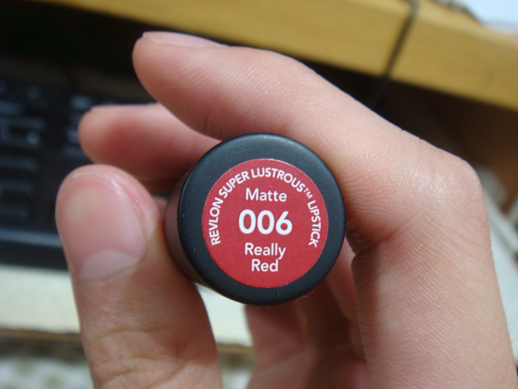 REVLON SUPER LUSTROUS™ LIPSTICK
Matte
006
Really
Red